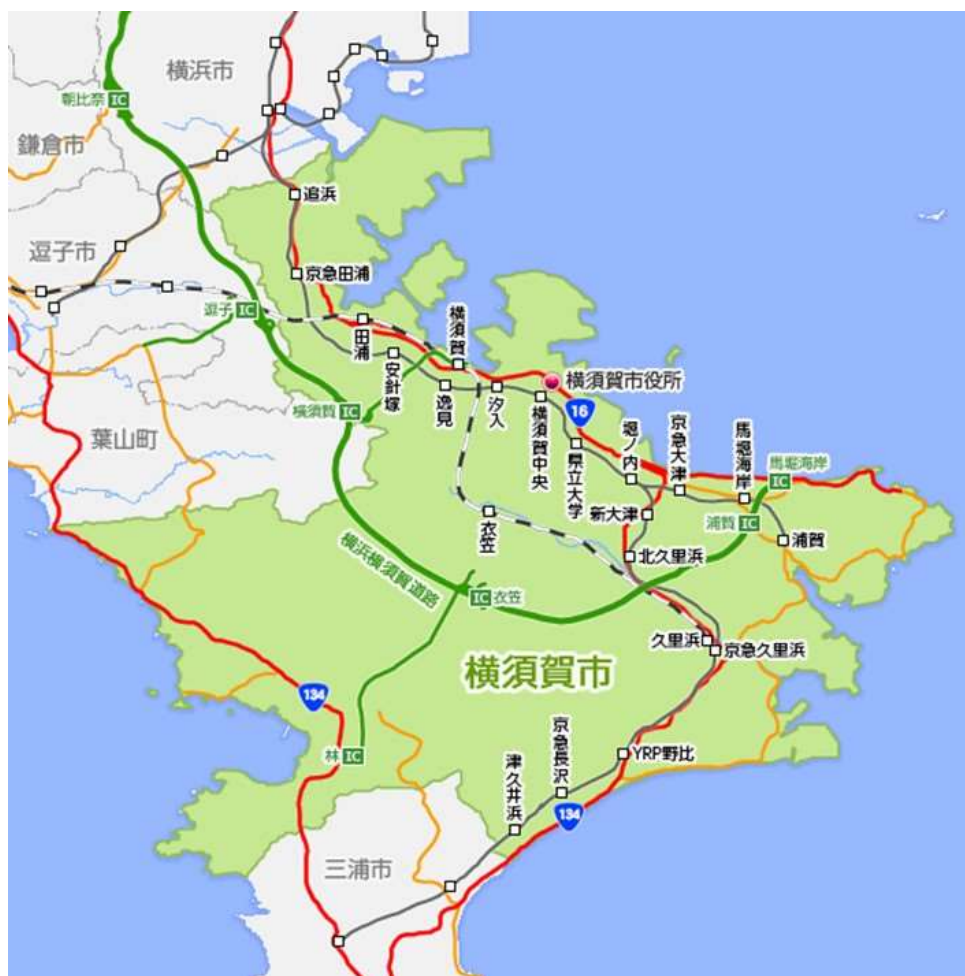 横浜市
朝比奈 IC
鎌倉市
追浜
逗子市
京急田浦
逗子 IC
横須賀
田浦
安針塚
逸見
汐入
横須賀市役所
横須賀中央
16
横須賀 IC
県立大学
堀ノ内
京急大津
馬堀海岸
馬堀海岸
IC
葉山町
衣笠
新大津
浦賀 IC
浦賀
北久里浜
横浜横須賀道路
IC 衣笠
久里浜
京急久里浜
横須賀市
134
林 IC
YRP野比
京急長沢
津久井浜
134
三浦市